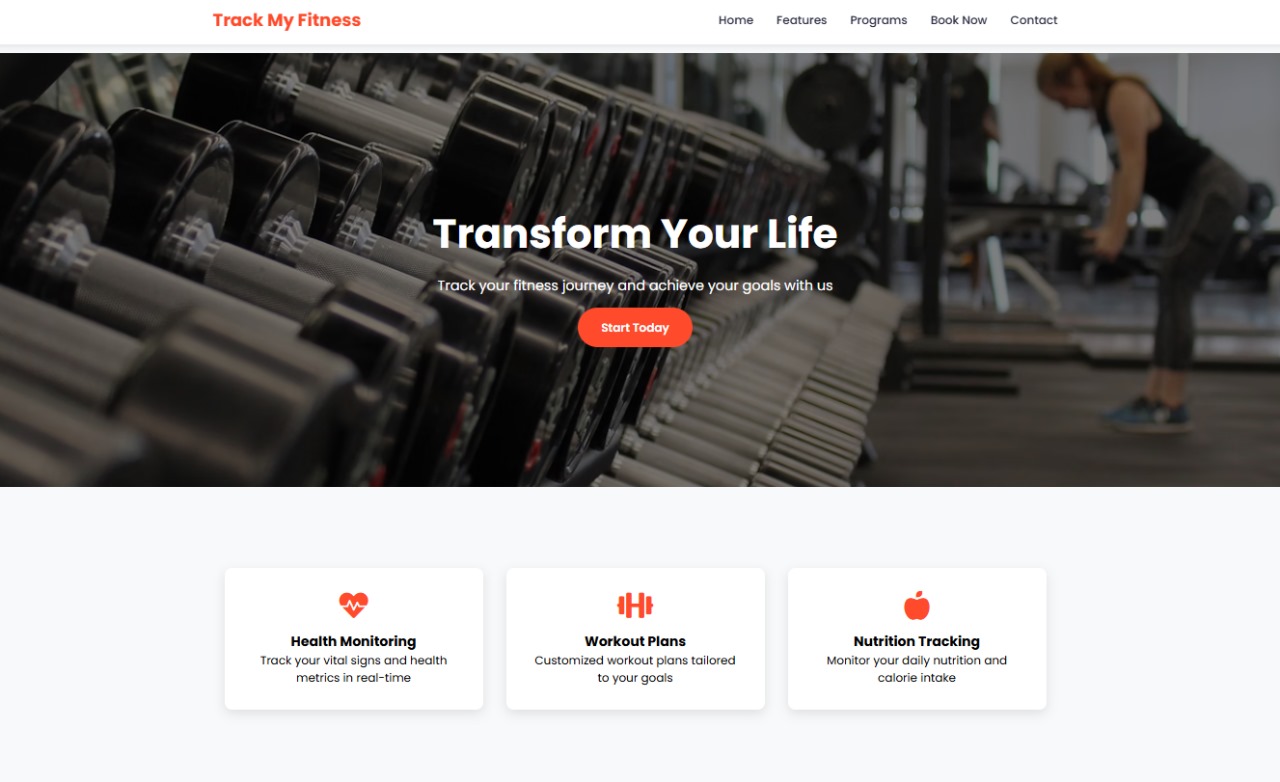 Track My Fitness
Home Features Programs Book Now Contact
Transform Your Life
Track your fitness journey and achieve your goals with us
Start Today
Health Monitoring
Track your vital signs and health
metrics in real-time
Workout Plans
Customized workout plans tailored
to your goals
Nutrition Tracking
Monitor your daily nutrition and
calorie intake